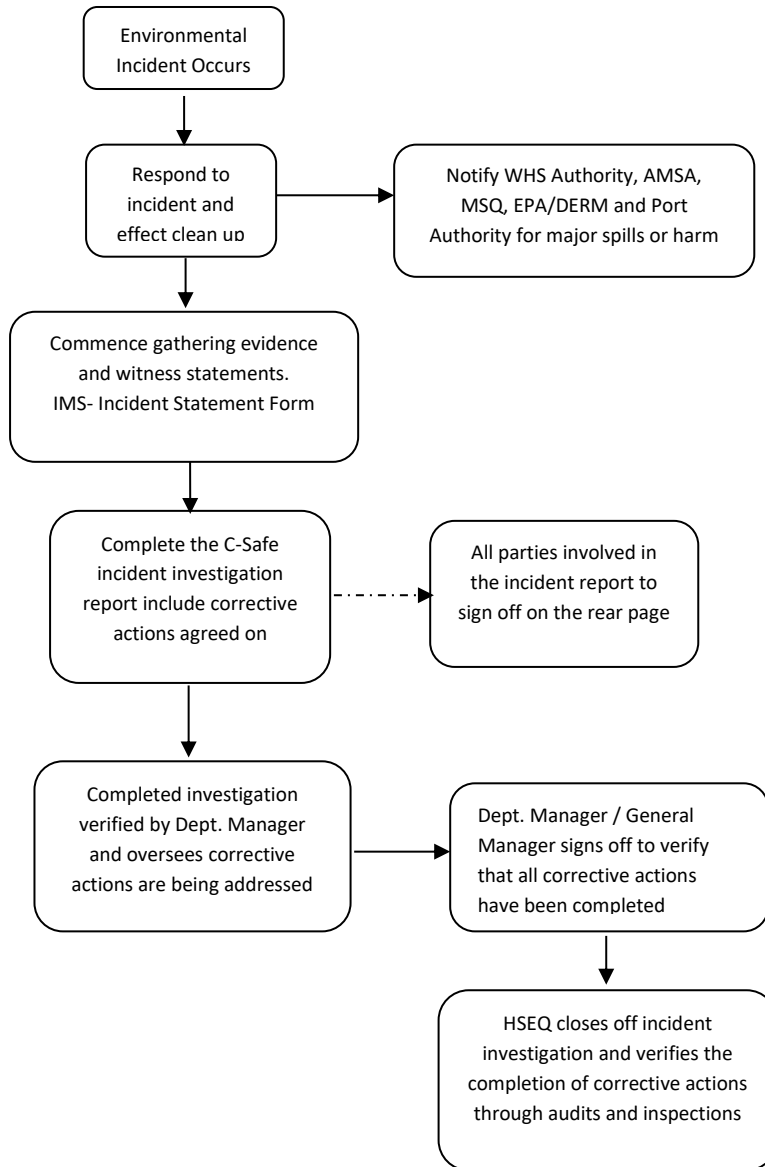 Environmental
Incident Occurs
Respond to
incident and
effect clean up
Notify WHS Authority, AMSA,
MSQ, EPA/DERM and Port
Authority for major spills or harm
Commence gathering evidence
and witness statements.
IMS- Incident Statement Form
Complete the C-Safe
incident investigation
report include corrective
actions agreed on
All parties involved in
the incident report to
sign off on the rear page
Completed investigation
verified by Dept. Manager
and oversees corrective
actions are being addressed
Dept. Manager / General
Manager signs off to verify
that all corrective actions
have been completed
HSEQ closes off incident
investigation and verifies the
completion of corrective actions
through audits and inspections